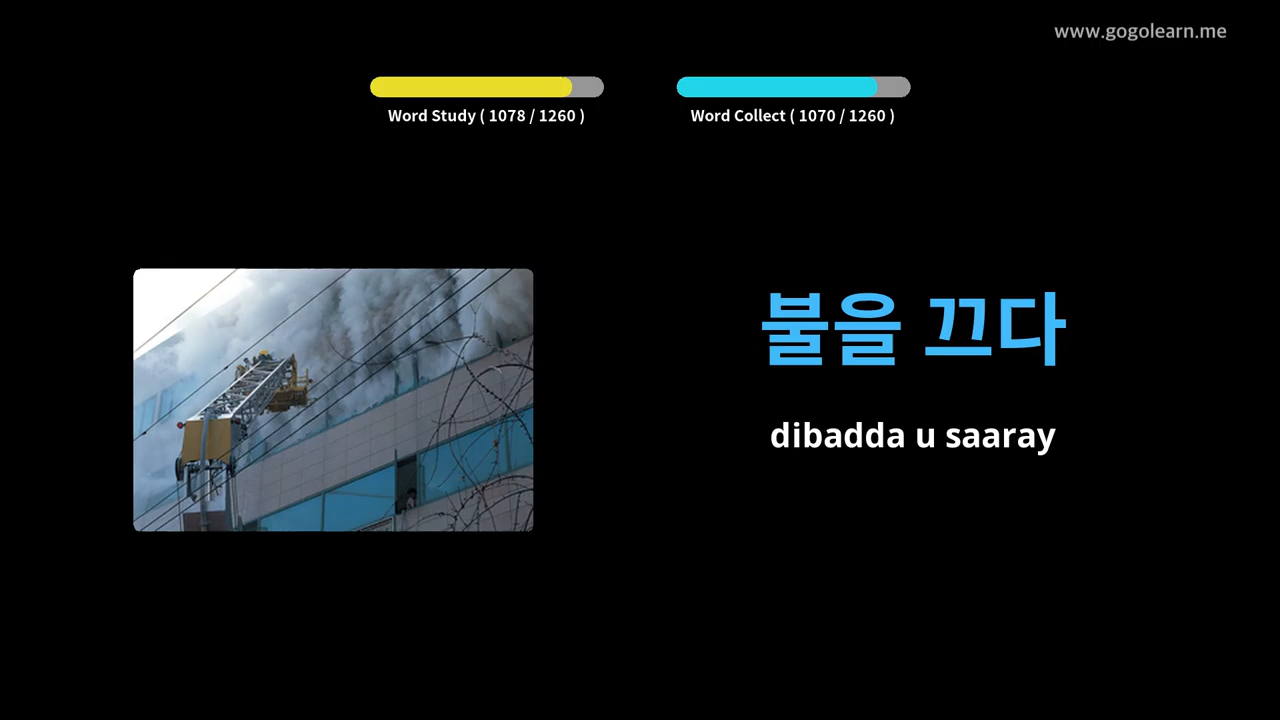 www.gogolearn.me
Word Study ( 1078 / 1260 )
Word Collect ( 1070 / 1260 )
불을 끄다
dibadda u saaray